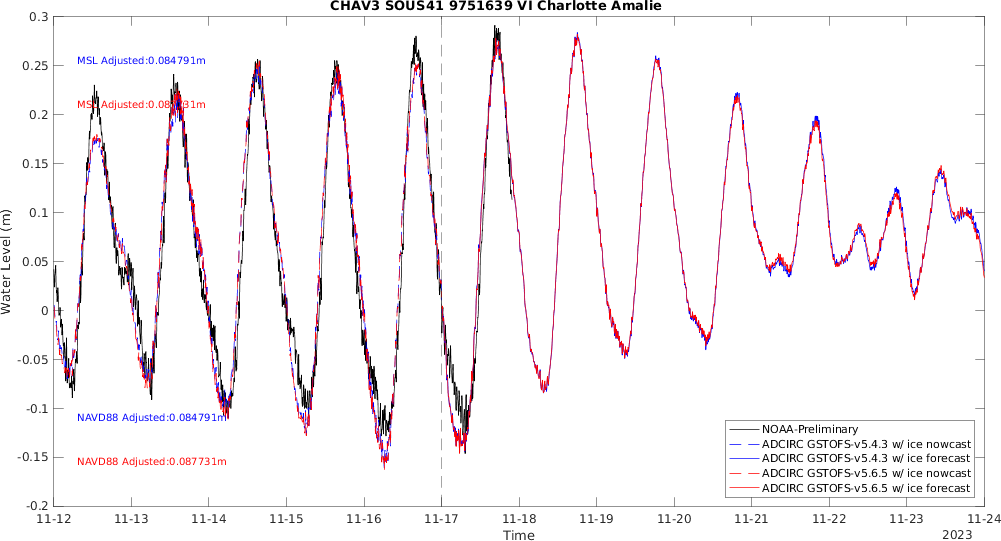 CHAV3 SOUS41 9751639 VI Charlotte Amalie
0.3
0.25
0.2
0.15
0.1
0.05
0
-0.05
-0.1
-0.15
-0.2
Water Level (m)
MSL Adjusted:0.084791m
NAVD88 Adjusted:0.084791m
NAVD88 Adjusted:0.087731m
NOAA-Preliminary
ADCIRC GSTOFS-v5.4.3 w/ ice nowcast
ADCIRC GSTOFS-v5.4.3 w/ ice forecast
ADCIRC GSTOFS-v5.6.5 w/ ice nowcast
ADCIRC GSTOFS-v5.6.5 w/ ice forecast
11-12 11-13 11-14 11-15 11-16 11-17 11-18 11-19 11-20 11-21 11-22 11-23 11-24
Time
2023